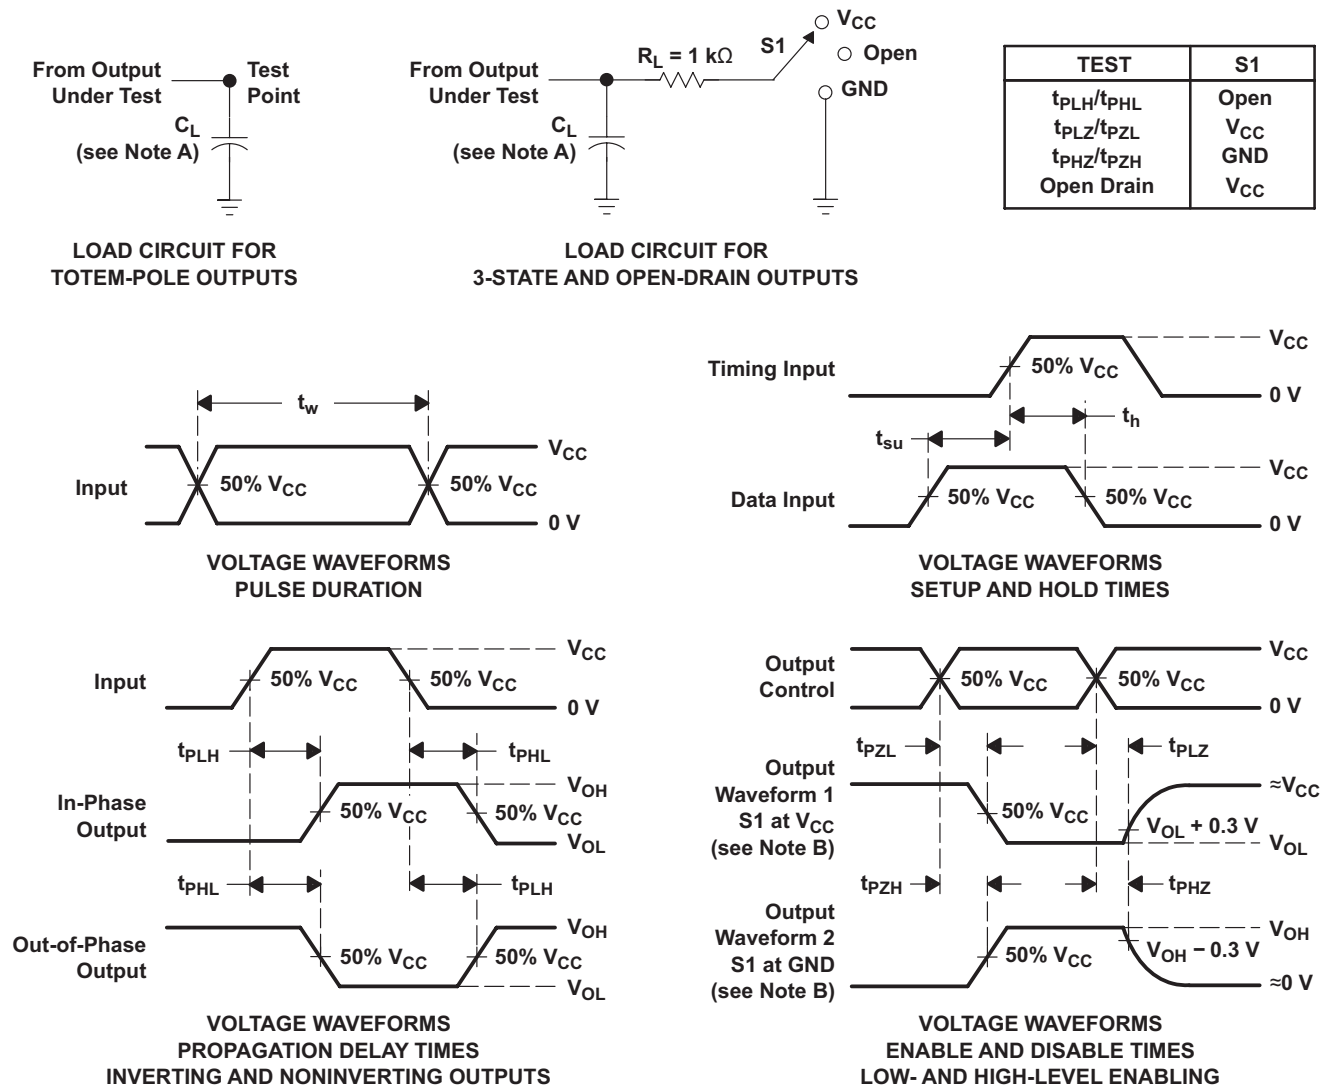 From Output
Under Test
Test
Point
CL
(see Note A)
LOAD CIRCUIT FOR
TOTEM-POLE OUTPUTS
From Output
Under Test
RL = 1 kΩ
S1
VCC
Open
GND
CL
(see Note A)
LOAD CIRCUIT FOR
3-STATE AND OPEN-DRAIN OUTPUTS
TEST S1
tPLH/tPHL Open
tPLZ/tPZL VCC
tPHZ/tPZH GND
Open Drain VCC
tw
Input
50% VCC
50% VCC
VCC
0 V
VOLTAGE WAVEFORMS
PULSE DURATION
Timing Input
50% VCC
VCC
0 V
th
tsu
Data Input
50% VCC
50% VCC
VCC
0 V
VOLTAGE WAVEFORMS
SETUP AND HOLD TIMES
Input
50% VCC
50% VCC
VCC
0 V
tPLH
tPHL
In-Phase
Output
50% VCC
50% VCC
VOH
VOL
tPHL
tPLH
Out-of-Phase
Output
50% VCC
50% VCC
VOH
VOL
VOLTAGE WAVEFORMS
PROPAGATION DELAY TIMES
INVERTING AND NONINVERTING OUTPUTS
Output
Control
50% VCC
50% VCC
VCC
0 V
tPZL
tPLZ
Output
Waveform 1
S1 at VCC
(see Note B)
50% VCC
VOL + 0.3 V
≈VCC
VOL
tPZH
tPHZ
Output
Waveform 2
S1 at GND
(see Note B)
50% VCC
VOH − 0.3 V
VOH
≈0 V
VOLTAGE WAVEFORMS
ENABLE AND DISABLE TIMES
LOW- AND HIGH-LEVEL ENABLING